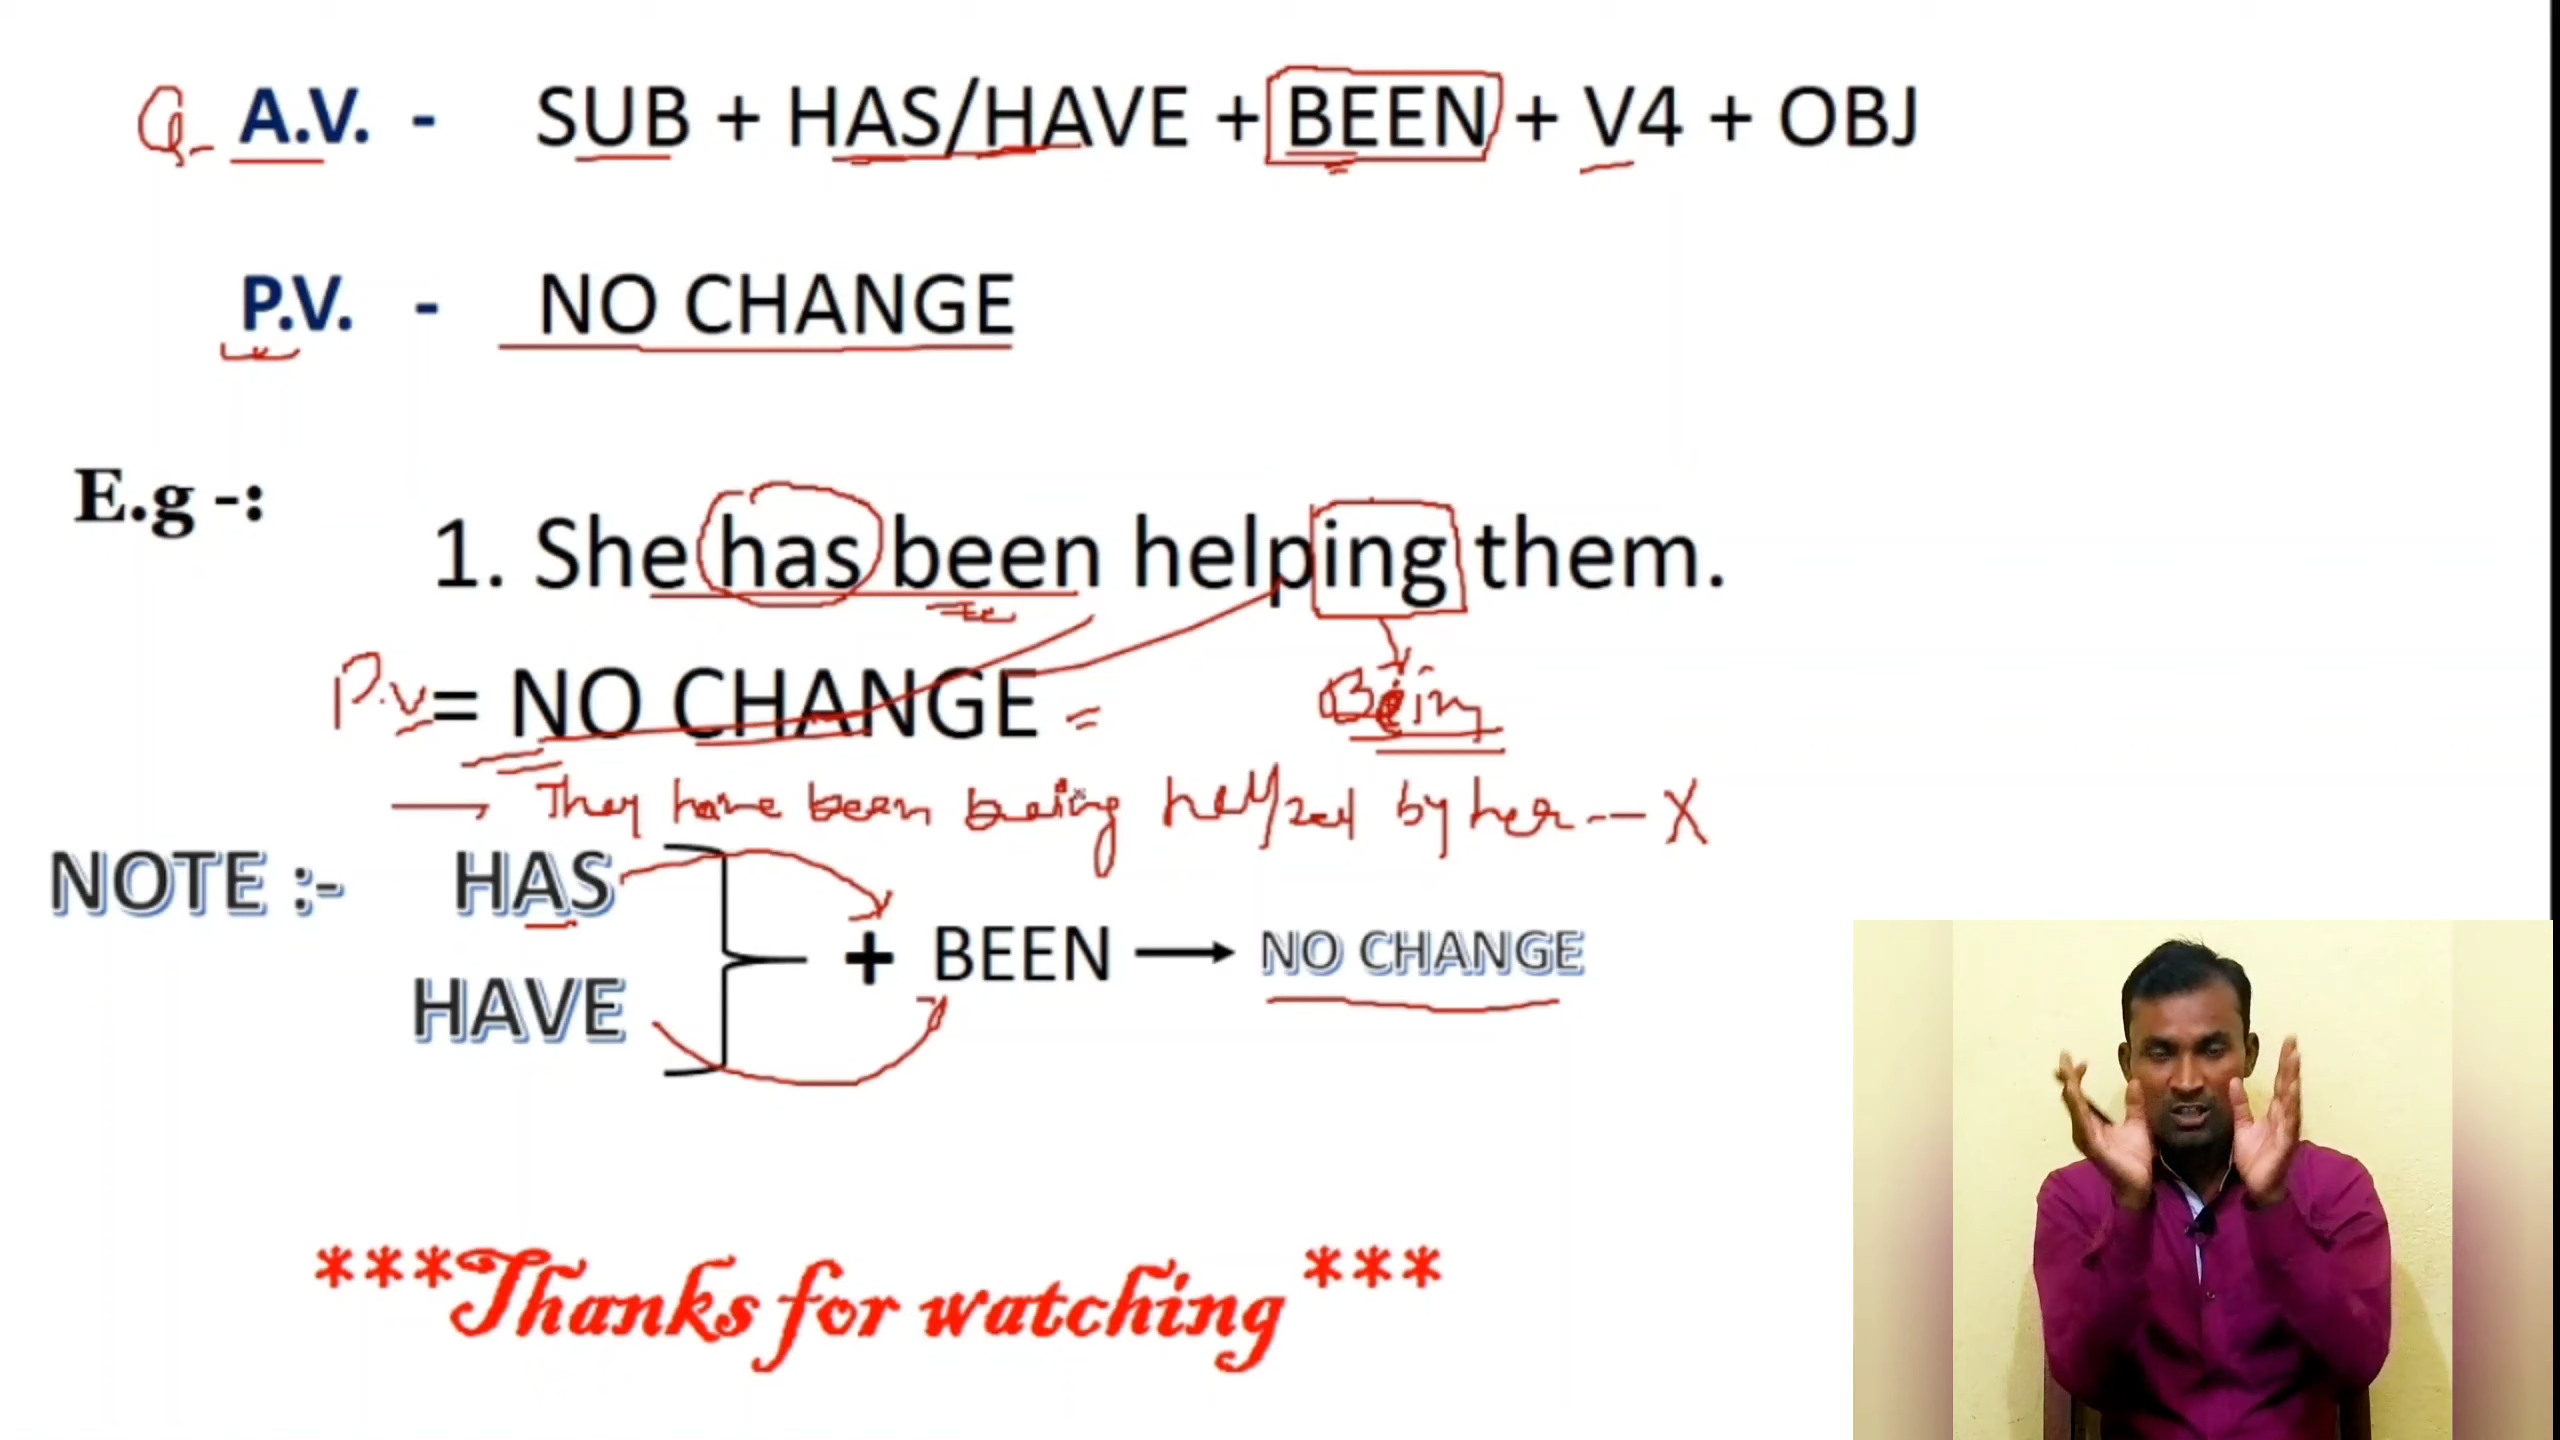 Q- A.V. - SUB + HAS/HAVE + BEEN + V4 + OBJ
P.V. - NO CHANGE
E.g -:
1. She has been helping them.
P.V = NO CHANGE =
Being
— They have been being helped by her -- X
NOTE :- HAS
+ BEEN → NO CHANGE
HAVE
***Thanks for watching ***